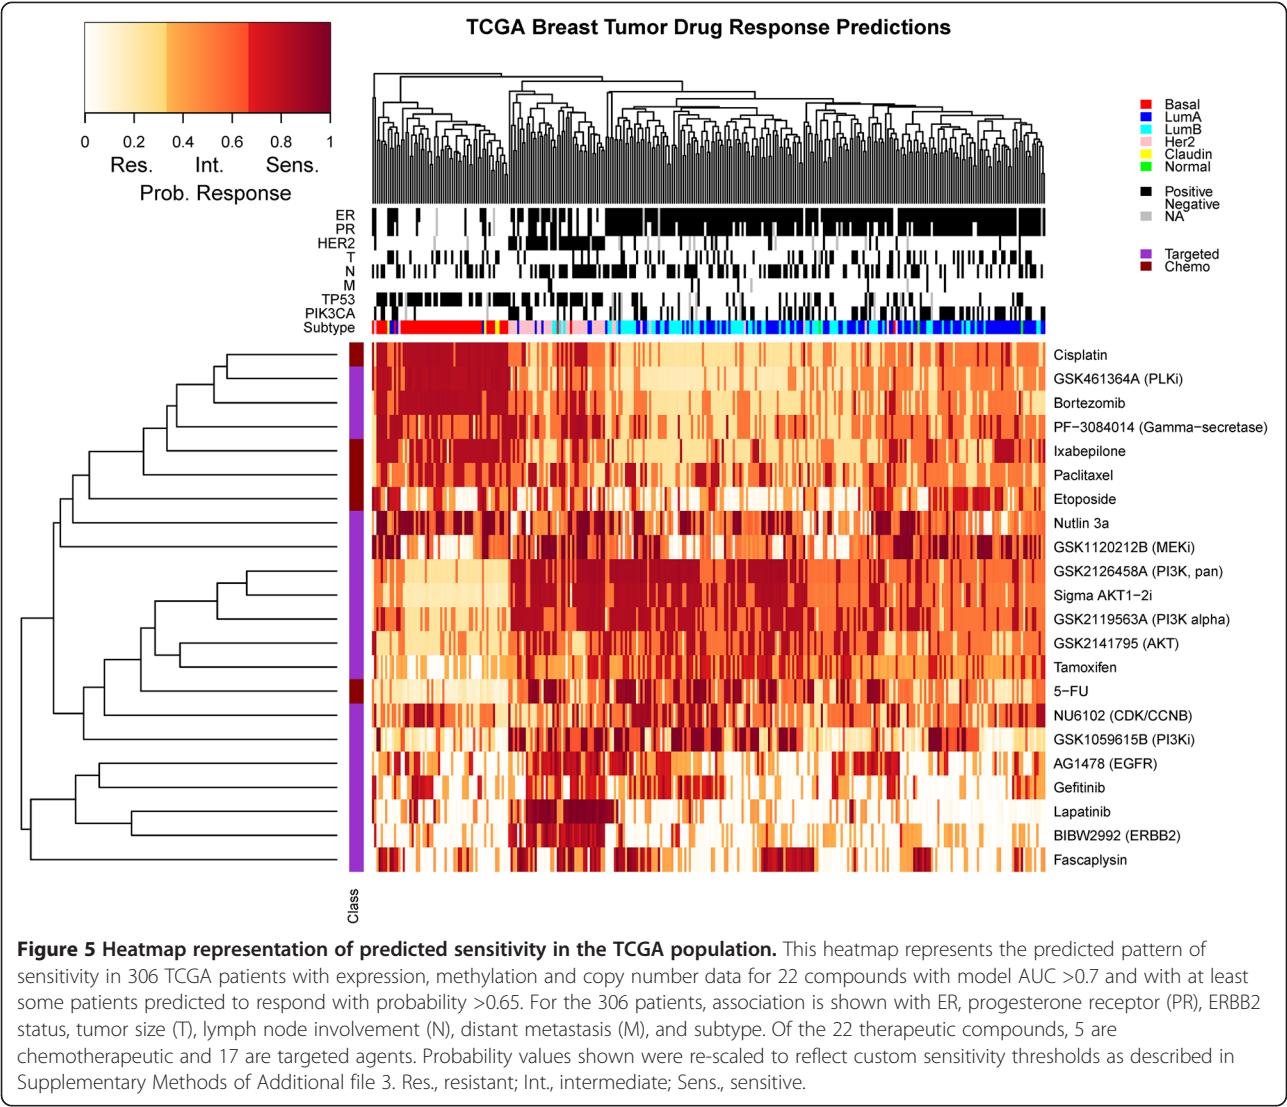 TCGA Breast Tumor Drug Response Predictions
0 0.2 0.4 0.6 0.8 1
Res. Int. Sens.
Prob. Response
Basal
LumA
LumB
Her2
Claudin
Normal
Positive
Negative
NA
Targeted
Chemo
ER
PR
HER2
T
N
M
TP53
PIK3CA
Subtype
Cisplatin
GSK461364A (PLKi)
Bortezomib
PF−3084014 (Gamma−secretase)
Ixabepilone
Paclitaxel
Etoposide
Nutlin 3a
GSK1120212B (MEKi)
GSK2126458A (PI3K, pan)
Sigma AKT1−2i
GSK2119563A (PI3K alpha)
GSK2141795 (AKT)
Tamoxifen
5−FU
NU6102 (CDK/CCNB)
GSK1059615B (PI3Ki)
AG1478 (EGFR)
Gefitinib
Lapatinib
BIBW2992 (ERBB2)
Fascaplysin
Class
Figure 5 Heatmap representation of predicted sensitivity in the TCGA population. This heatmap represents the predicted pattern of
sensitivity in 306 TCGA patients with expression, methylation and copy number data for 22 compounds with model AUC >0.7 and with at least
some patients predicted to respond with probability >0.65. For the 306 patients, association is shown with ER, progesterone receptor (PR), ERBB2
status, tumor size (T), lymph node involvement (N), distant metastasis (M), and subtype. Of the 22 therapeutic compounds, 5 are
chemotherapeutic and 17 are targeted agents. Probability values shown were re-scaled to reflect custom sensitivity thresholds as described in
Supplementary Methods of Additional file 3. Res., resistant; Int., intermediate; Sens., sensitive.